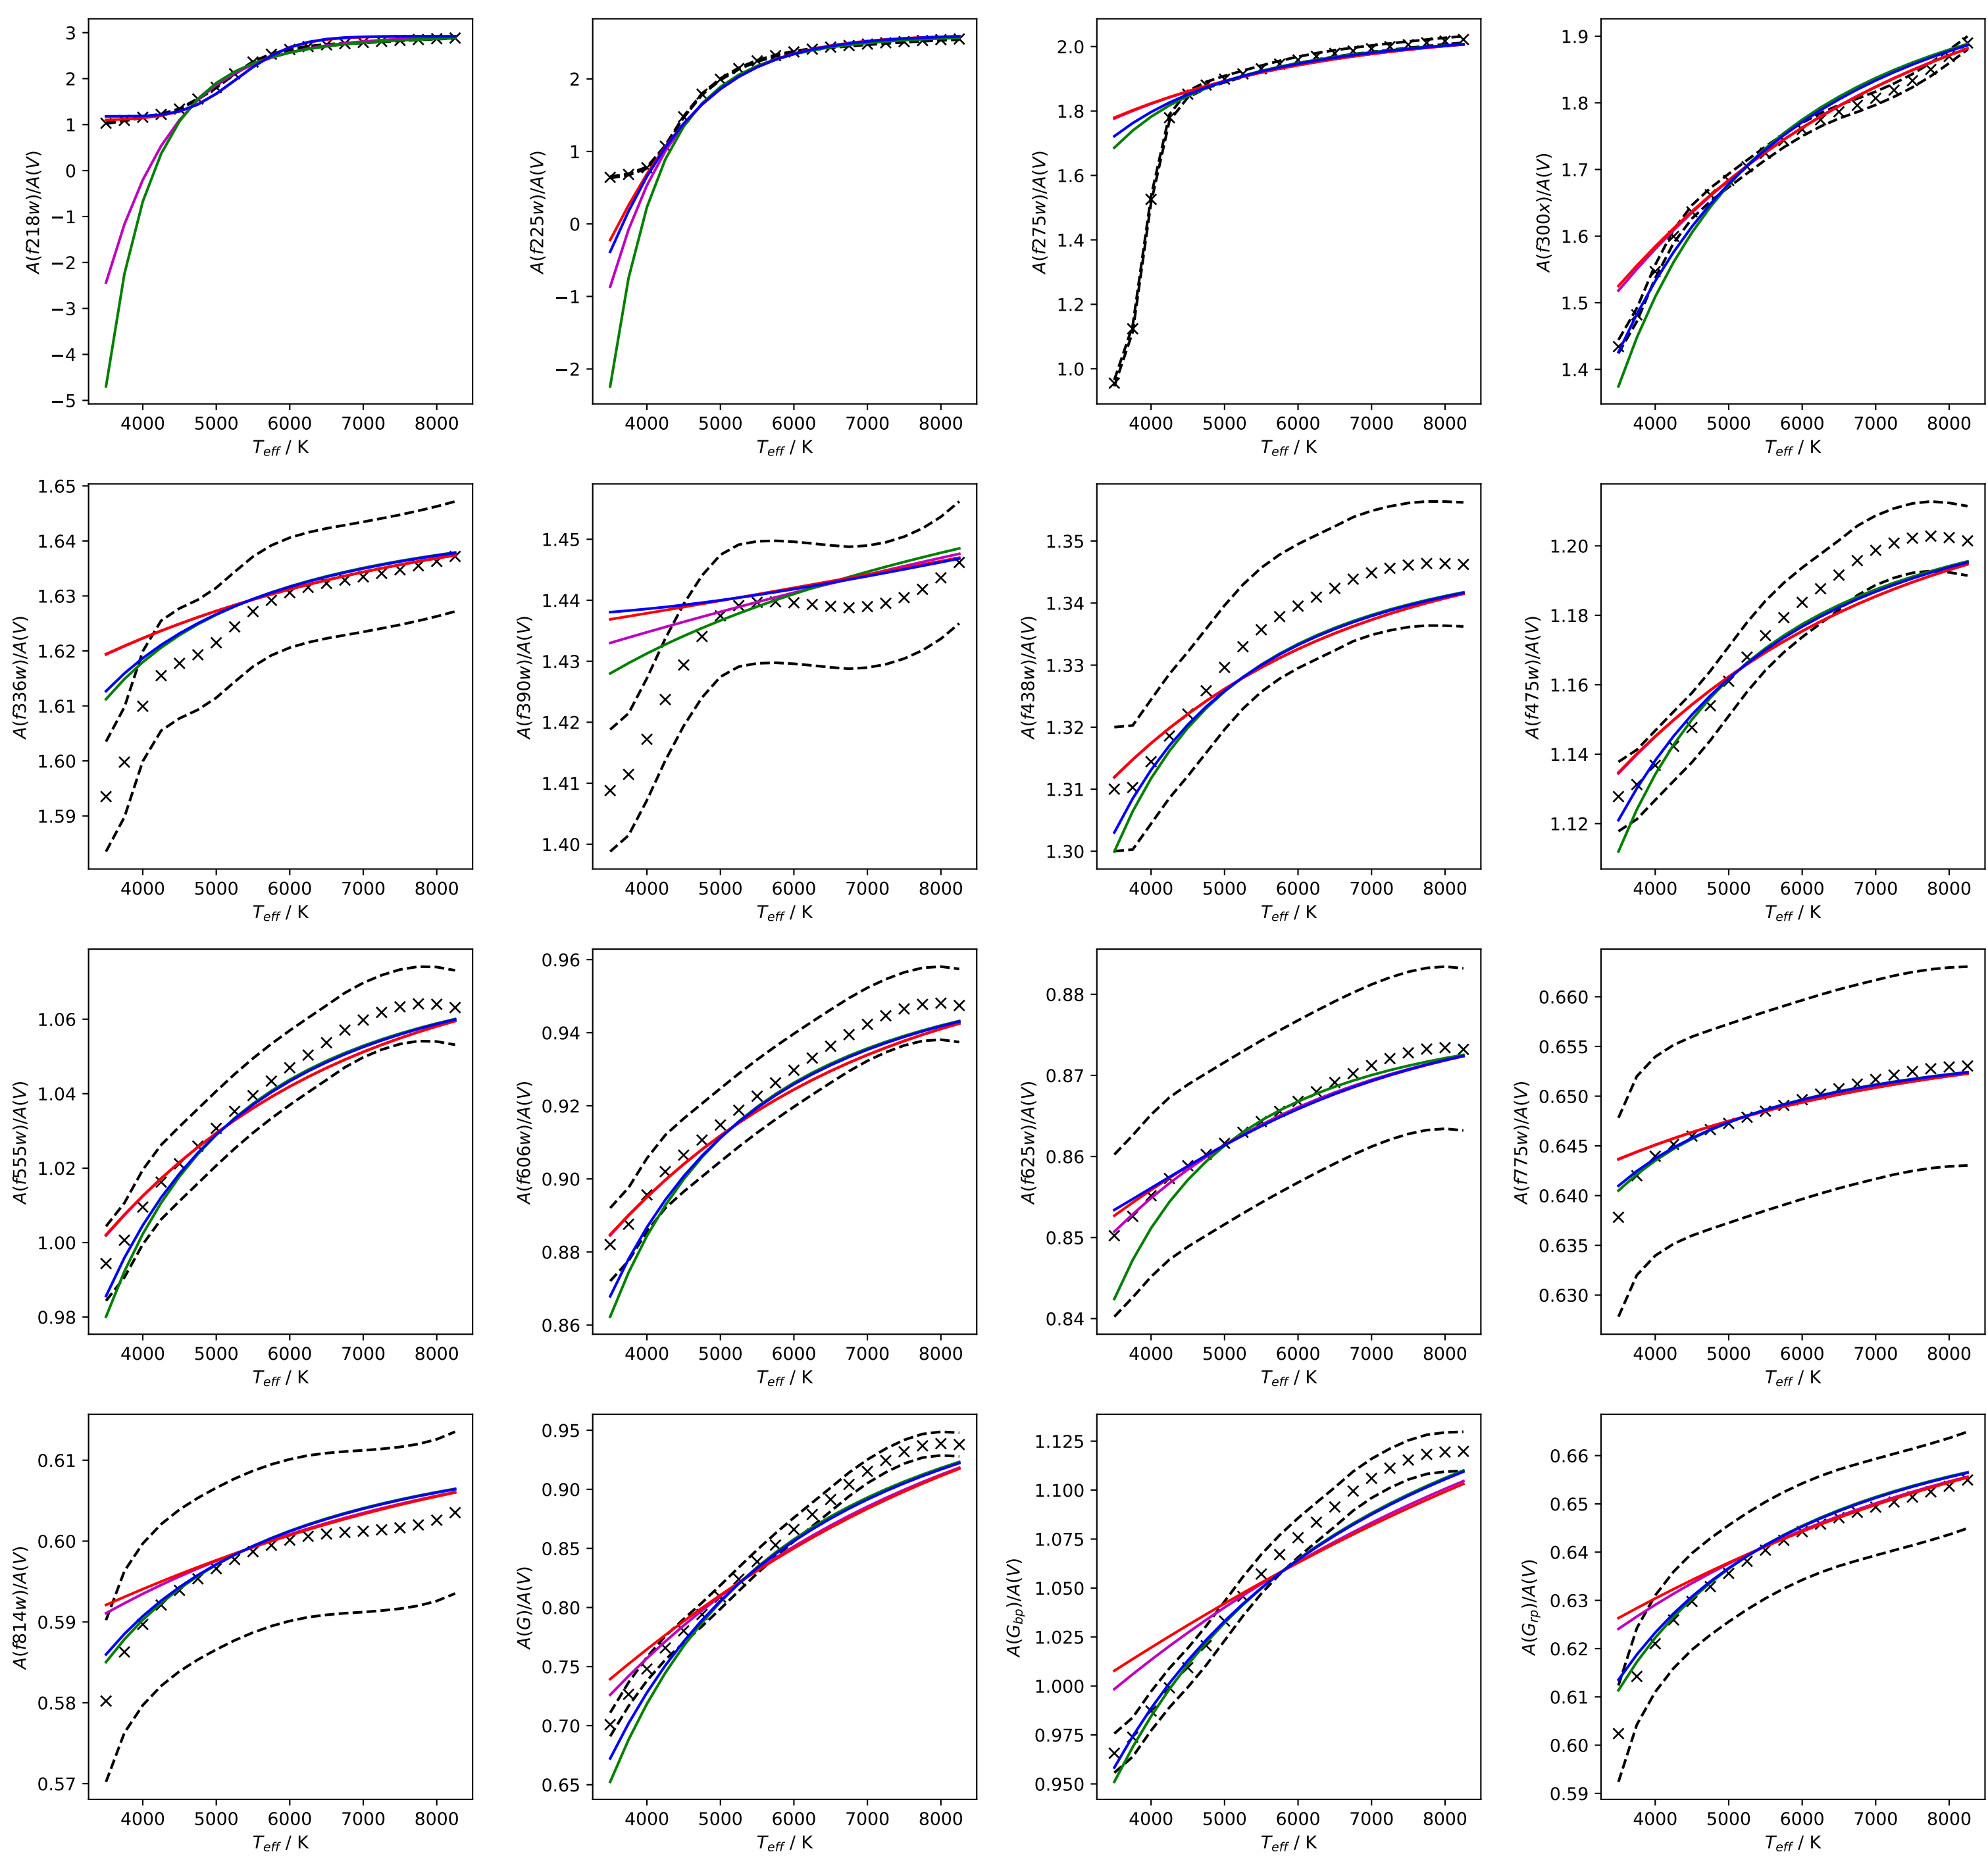 A(f218w)/A(V)
3
2
1
0
−1
−2
−3
−4
−5
4000 5000 6000 7000 8000
T_eff / K
A(f225w)/A(V)
2
1
0
−1
−2
4000 5000 6000 7000 8000
T_eff / K
A(f275w)/A(V)
2.0
1.8
1.6
1.4
1.2
1.0
4000 5000 6000 7000 8000
T_eff / K
A(f300x)/A(V)
1.9
1.8
1.7
1.6
1.5
1.4
4000 5000 6000 7000 8000
T_eff / K
A(f336w)/A(V)
1.65
1.64
1.63
1.62
1.61
1.60
1.59
4000 5000 6000 7000 8000
T_eff / K
A(f390w)/A(V)
1.45
1.44
1.43
1.42
1.41
1.40
4000 5000 6000 7000 8000
T_eff / K
A(f438w)/A(V)
1.35
1.34
1.33
1.32
1.31
1.30
4000 5000 6000 7000 8000
T_eff / K
A(f475w)/A(V)
1.20
1.18
1.16
1.14
1.12
4000 5000 6000 7000 8000
T_eff / K
A(f555w)/A(V)
1.06
1.04
1.02
1.00
0.98
4000 5000 6000 7000 8000
T_eff / K
A(f606w)/A(V)
0.96
0.94
0.92
0.90
0.88
0.86
4000 5000 6000 7000 8000
T_eff / K
A(f625w)/A(V)
0.88
0.87
0.86
0.85
0.84
4000 5000 6000 7000 8000
T_eff / K
A(f775w)/A(V)
0.660
0.655
0.650
0.645
0.640
0.635
0.630
4000 5000 6000 7000 8000
T_eff / K
A(f814w)/A(V)
0.61
0.60
0.59
0.58
0.57
4000 5000 6000 7000 8000
T_eff / K
A(G)/A(V)
0.95
0.90
0.85
0.80
0.75
0.70
0.65
4000 5000 6000 7000 8000
T_eff / K
A(G_bp)/A(V)
1.125
1.100
1.075
1.050
1.025
1.000
0.975
0.950
4000 5000 6000 7000 8000
T_eff / K
A(G_rp)/A(V)
0.66
0.65
0.64
0.63
0.62
0.61
0.60
0.59
4000 5000 6000 7000 8000
T_eff / K